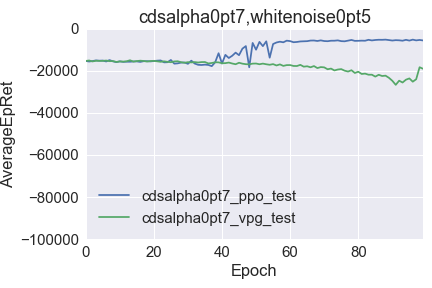 cdsalpha0pt7,whitenoise0pt5
AverageEpRet
0
−20000
−40000
−60000
−80000
−100000
cdsalpha0pt7_ppo_test
cdsalpha0pt7_vpg_test
0
20
40
60
80
Epoch